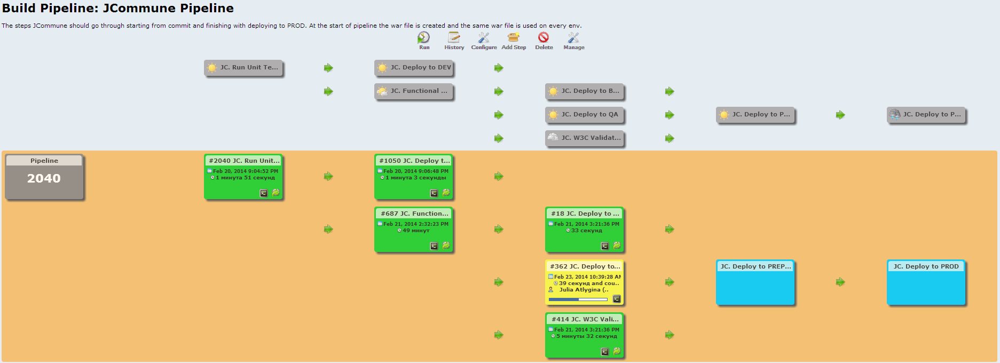 Build Pipeline: JCommune Pipeline
The steps JCommune should go through starting from commit and finishing with deploying to PROD. At the start of pipeline the war file is created and the same war file is used on every env.
Run History Configure Add Step Delete Manage
JC. Run Unit Te...
JC. Deploy to DEV
JC. Functional ...
JC. Deploy to B...
JC. Deploy to QA
JC. Deploy to P...
JC. Deploy to P...
JC. W3C Validat...
Pipeline
2040
#2040 JC. Run Unit...
Feb 20, 2014 9:04:52 PM
1 минута 51 секунд
#1050 JC. Deploy t...
Feb 20, 2014 9:06:48 PM
1 минута 3 секунды
#687 JC. Function...
Feb 21, 2014 2:32:23 PM
49 минут
#18 JC. Deploy to ...
Feb 21, 2014 3:21:36 PM
33 секунд
#362 JC. Deploy to...
Feb 23, 2014 10:39:28 AM
39 секунд and cou..
Julia Atlygina (..
JC. Deploy to PREP...
JC. Deploy to PROD
#414 JC. W3C Vali...
Feb 21, 2014 3:21:36 PM
5 минуты 32 секунд